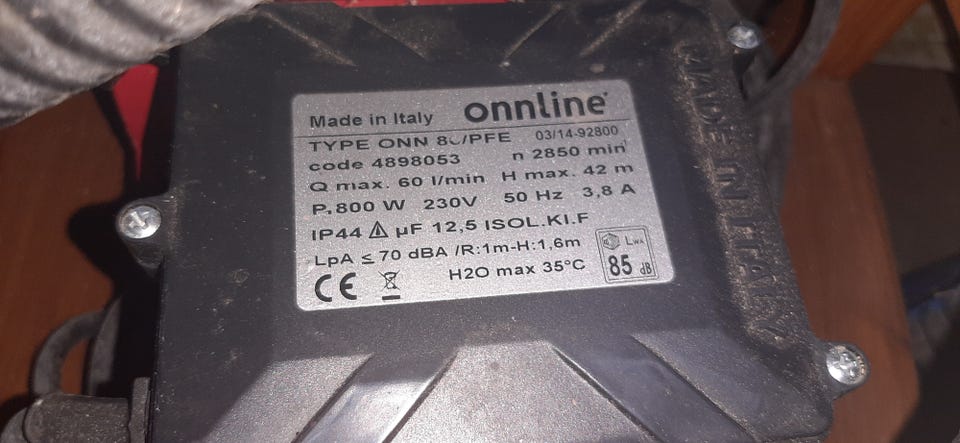 onnline
Made in Italy
TYPE ONN /PFE 03/14-92800
code 4898053 n 2850 min
Q max. 60 l/min H max. 42 m
P.800 W 230V 50 Hz 3,8 A
IP44 µF 12,5 ISOL.KI.F
LpA ≤ 70 dBA /R:1m-H:1,6m
CE H2O max 35°C
LWA
85 dB
MADE IN ITALY